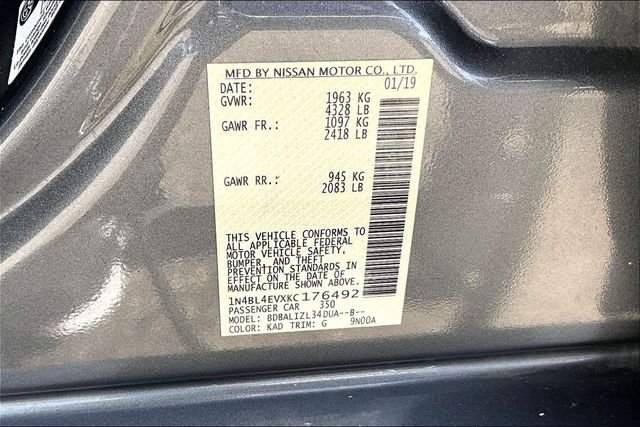 MFD BY NISSAN MOTOR CO., LTD.
DATE: 01/19
GVWR: 1963 KG
4328 LB
GAWR FR.: 1097 KG
2418 LB
GAWR RR.: 945 KG
2083 LB
THIS VEHICLE CONFORMS TO
ALL APPLICABLE FEDERAL
MOTOR VEHICLE SAFETY,
BUMPER, AND THEFT
PREVENTION STANDARDS IN
EFFECT ON THE DATE OF
MANUFACTURE SHOWN ABOVE.
1N4BL4EVXKC176492
PASSENGER CAR 350
MODEL: BDBALIZL34DUA--B--
COLOR: KAD TRIM: G 9N00A